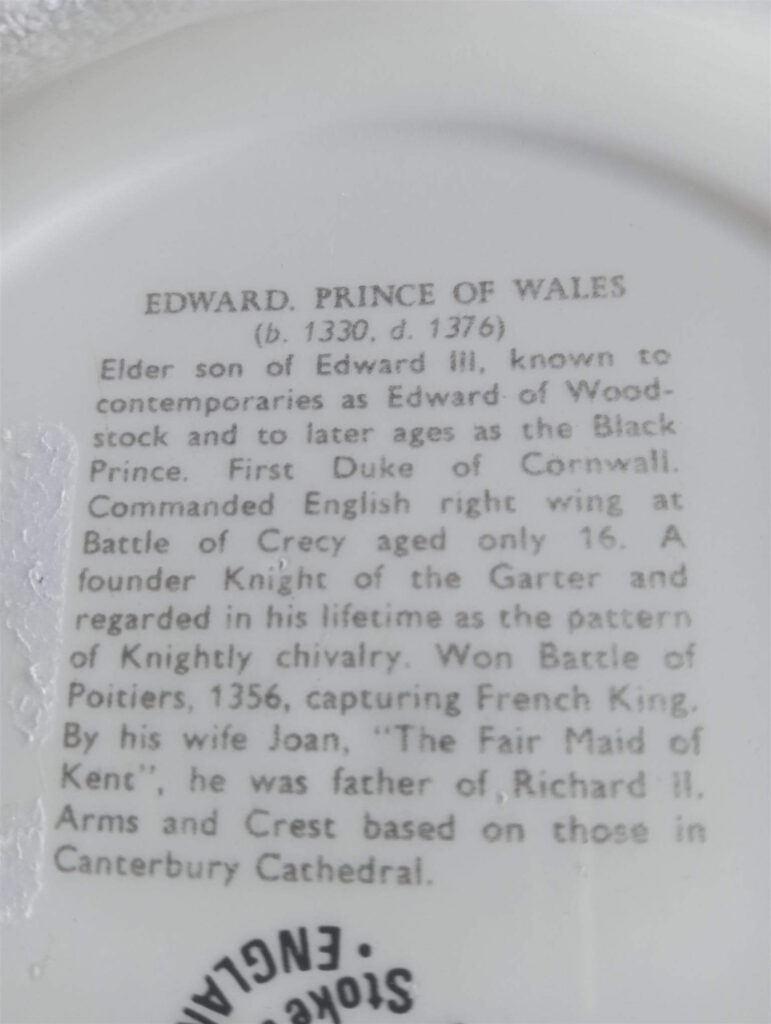 EDWARD. PRINCE OF WALES
(b. 1330, d. 1376)
Elder son of Edward III, known to
contemporaries as Edward of Wood-
stock and to later ages as the Black
Prince. First Duke of Cornwall.
Commanded English right wing at
Battle of Crecy aged only 16. A
founder Knight of the Garter and
regarded in his lifetime as the pattern
of Knightly chivalry. Won Battle of
Poitiers, 1356, capturing French King.
By his wife Joan, "The Fair Maid of
Kent", he was father of Richard II.
Arms and Crest based on those in
Canterbury Cathedral.
• ENGLAN
Stoke